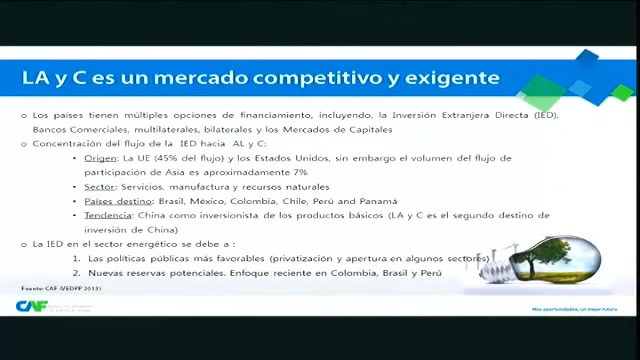 LA y C es un mercado competitivo y exigente
o Los países tienen múltiples opciones de financiamiento, incluyendo, la Inversión Extranjera Directa (IED),
Bancos Comerciales, multilaterales, bilaterales y los Mercados de Capitales
o Concentración del flujo de la IED hacia AL y C:
• Origen: La UE (45% del flujo) y los Estados Unidos, sin embargo el volumen del flujo de
participación de Asia es aproximadamente 7%
• Sector: Servicios, manufactura y recursos naturales
• Países destino: Brasil, México, Colombia, Chile, Perú and Panamá
• Tendencia: China como inversionista de los productos básicos (LA y C es el segundo destino de
inversión de China)
o La IED en el sector energético se debe a :
1. Las políticas públicas más favorables (privatización y apertura en algunos sectores)
2. Nuevas reservas potenciales. Enfoque reciente en Colombia, Brasil y Perú
Fuente: CAF (VEDPP 2013)
CAF
Más oportunidades, un mejor futuro.